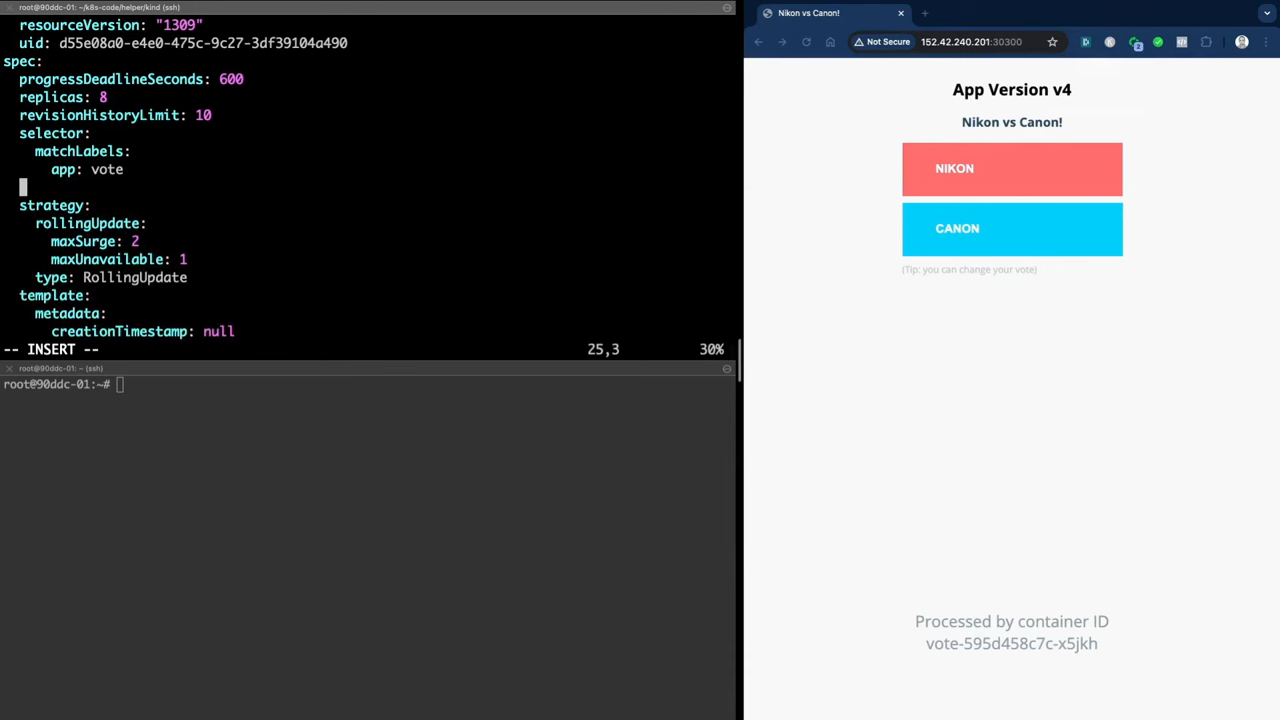 root@90ddc-01: ~/k8s-code/helper/kind (ssh)
resourceVersion: "1309"
uid: d55e08a0-e4e0-475c-9c27-3df39104a490
spec:
progressDeadlineSeconds: 600
replicas: 8
revisionHistoryLimit: 10
selector:
matchLabels:
app: vote
strategy:
rollingUpdate:
maxSurge: 2
maxUnavailable: 1
type: RollingUpdate
template:
metadata:
creationTimestamp: null
-- INSERT -- 25,3 30%
root@90ddc-01: ~ (ssh)
root@90ddc-01:~#
Nikon vs Canon!
Not Secure 152.42.240.201:30300
App Version v4
Nikon vs Canon!
NIKON
CANON
(Tip: you can change your vote)
Processed by container ID
vote-595d458c7c-x5jkh